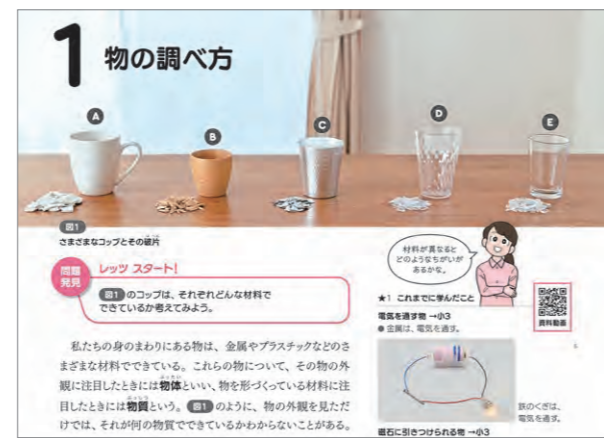 1 物の調べ方
A
B
C
D
E
図1
さまざまなコップとその破片
問題
発見
レッツ スタート!
図1 のコップは、それぞれどんな材料で
できているか考えてみよう。
私たちの身のまわりにある物は、金属やプラスチックなどのさ
まざまな材料でできている。これらの物について、その物の外
観に注目したときには物体といい、物を形づくっている材料に注
目したときには物質という。図1 のように、物の外観を見ただ
けでは、それが何の物質でできているかわからないことがある。
材料が異なると
どのようなちがいが
あるかな。
資料動画
★1 これまでに学んだこと
電気を通す物 →小3
● 金属は、電気を通す。
鉄のくぎは、
電気を通す。
磁石に引きつけられる物 →小3